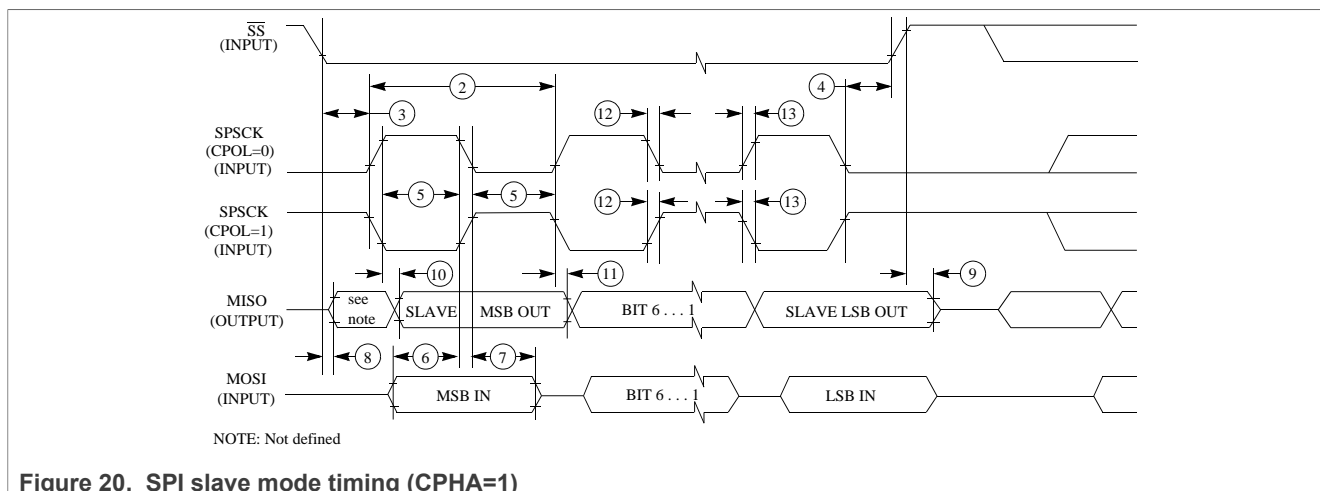 SS
(INPUT)
2
3
4
12
13
SPSCK
(CPOL=0)
(INPUT)
5
5
SPSCK
(CPOL=1)
(INPUT)
12
13
10
11
9
MISO
(OUTPUT)
see
note
SLAVE
MSB OUT
BIT 6 . . . 1
SLAVE LSB OUT
8
6
7
MOSI
(INPUT)
MSB IN
BIT 6 . . . 1
LSB IN
NOTE: Not defined
Figure 20. SPI slave mode timing (CPHA=1)